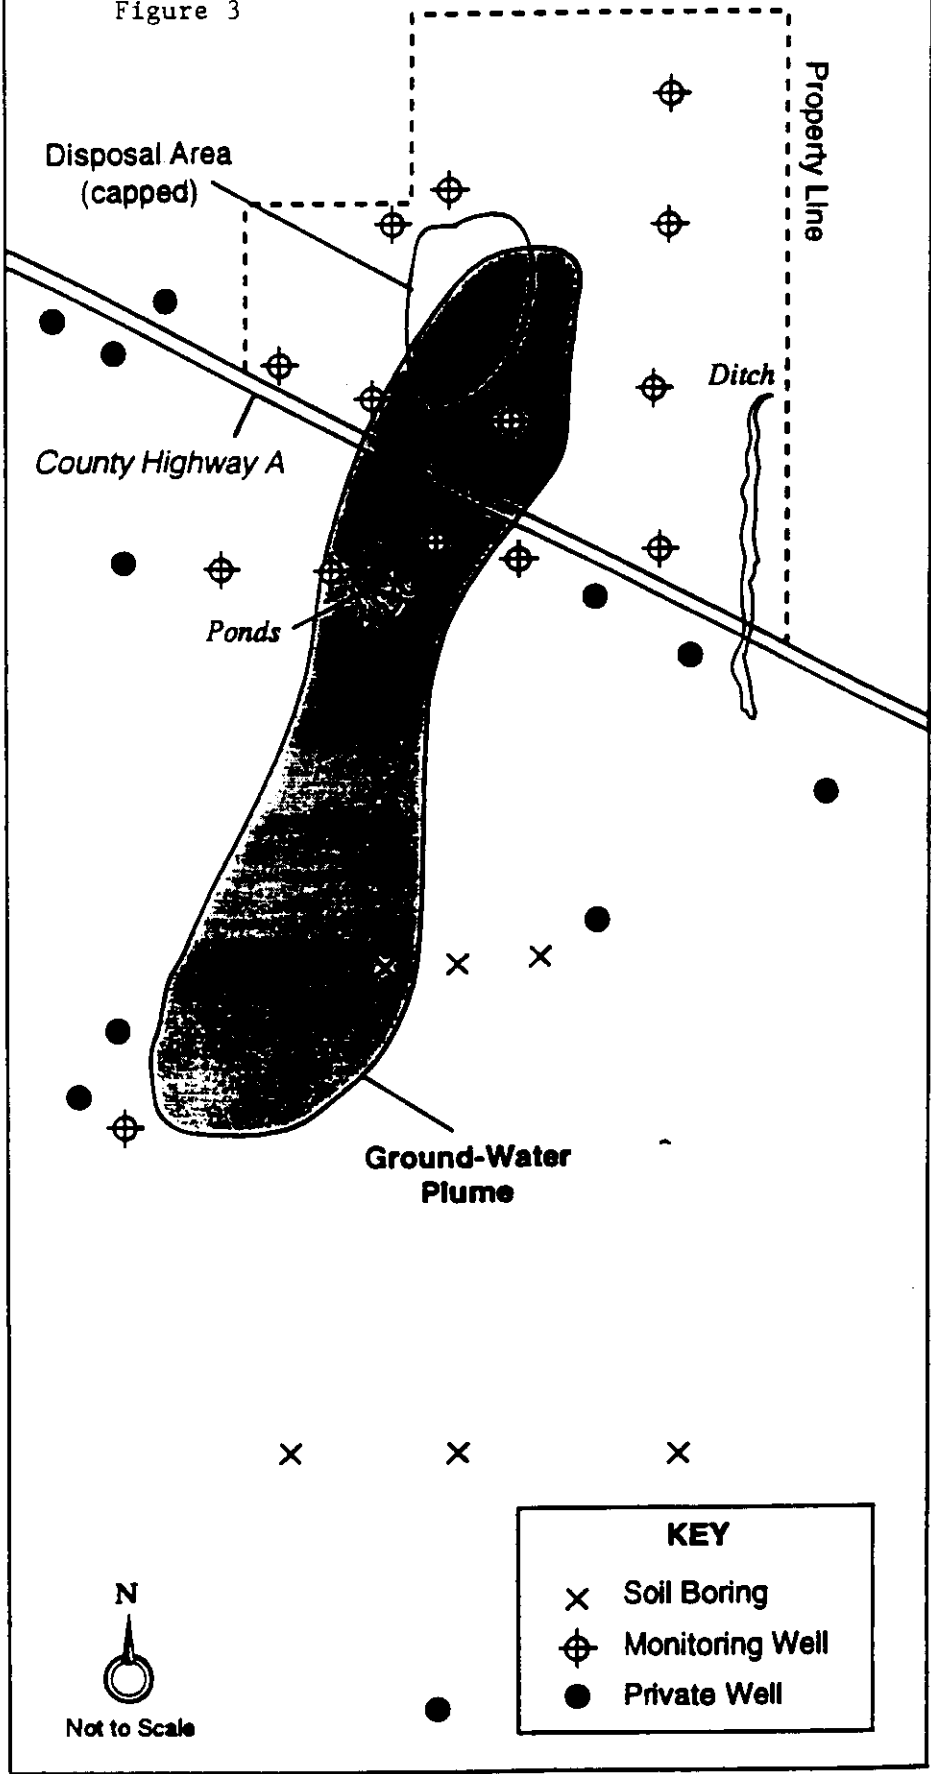 Figure 3
Property Line
Disposal Area
(capped)
Ditch
County Highway A
Ponds
Ground-Water
Plume
KEY
Soil Boring
Monitoring Well
Private Well
N
Not to Scale